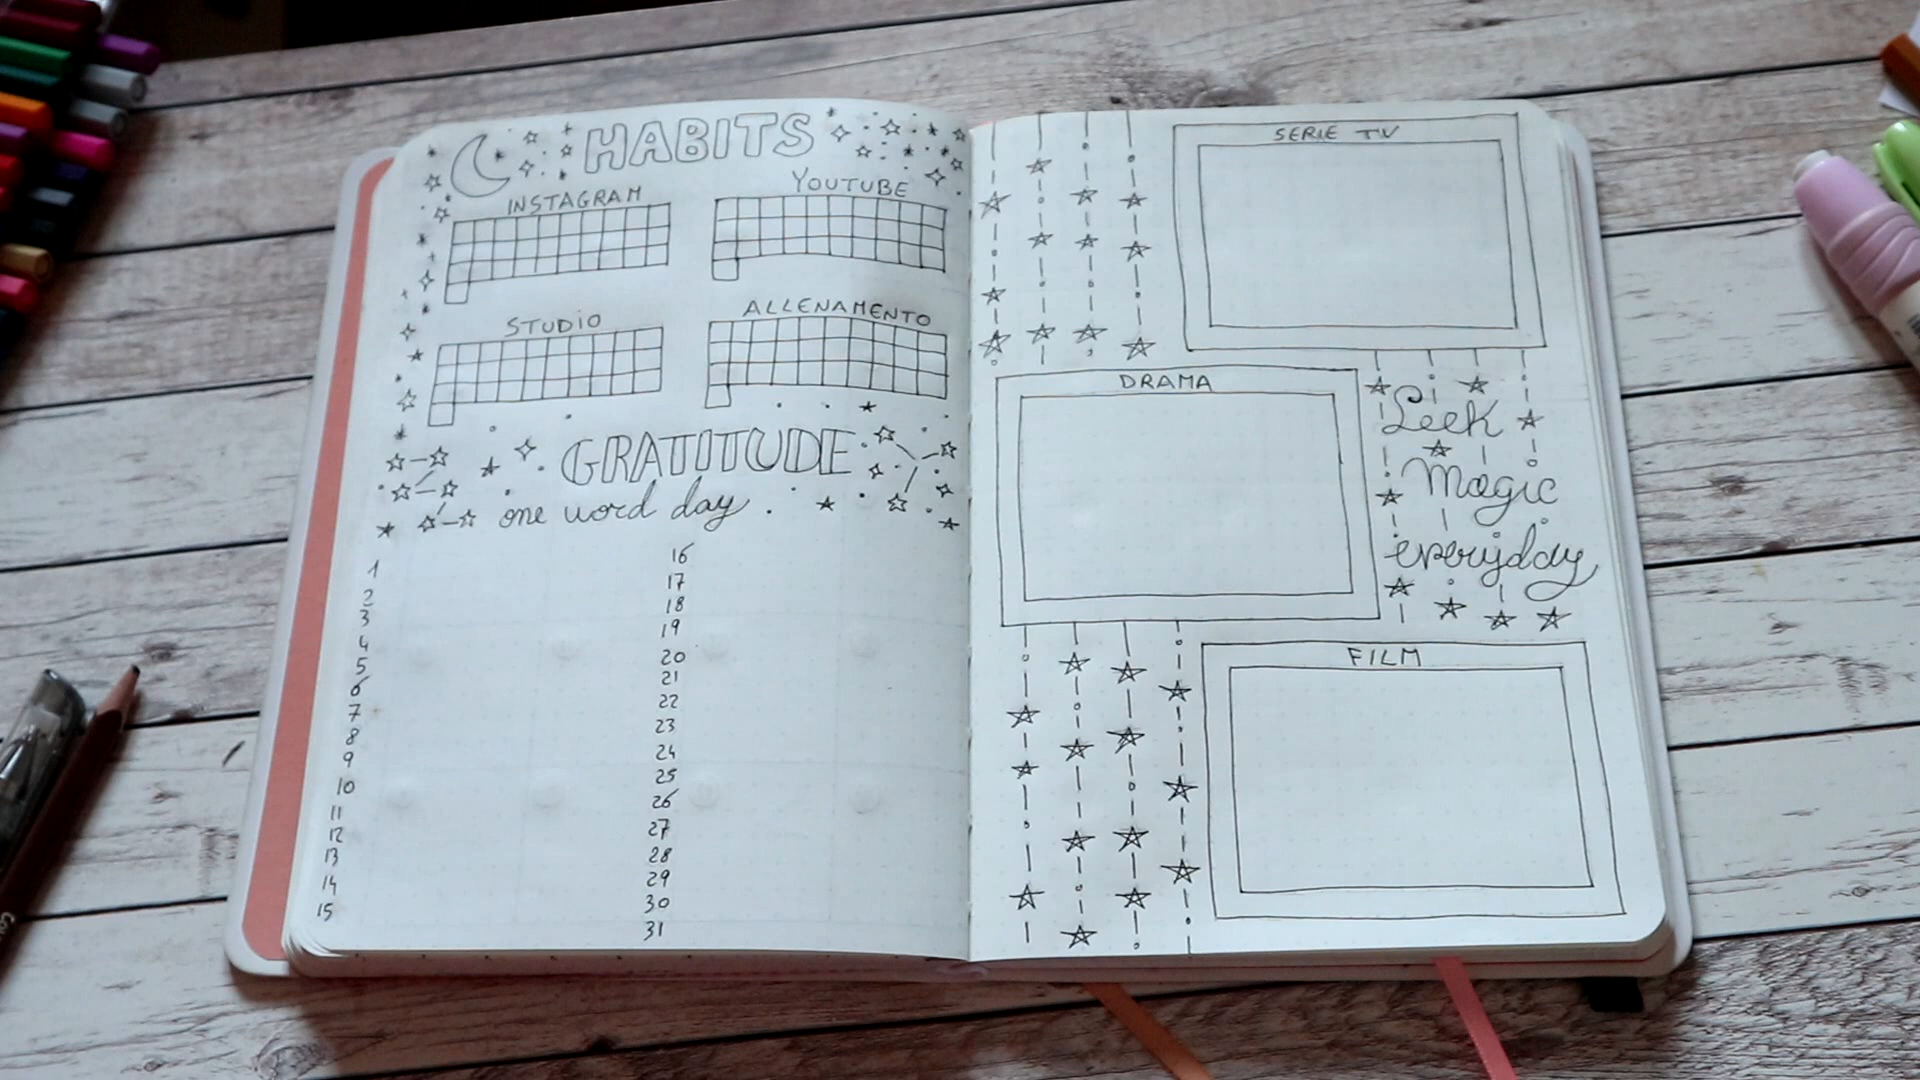 HABITS
INSTAGRAM
YOUTUBE
STUDIO
ALLENAMENTO
GRATITUDE
one word day
1
2
3
4
5
6
7
8
9
10
11
12
13
14
15
16
17
18
19
20
21
22
23
24
25
26
27
28
29
30
31
SERIE TV
DRAMA
Seek
Magic
everyday
FILM